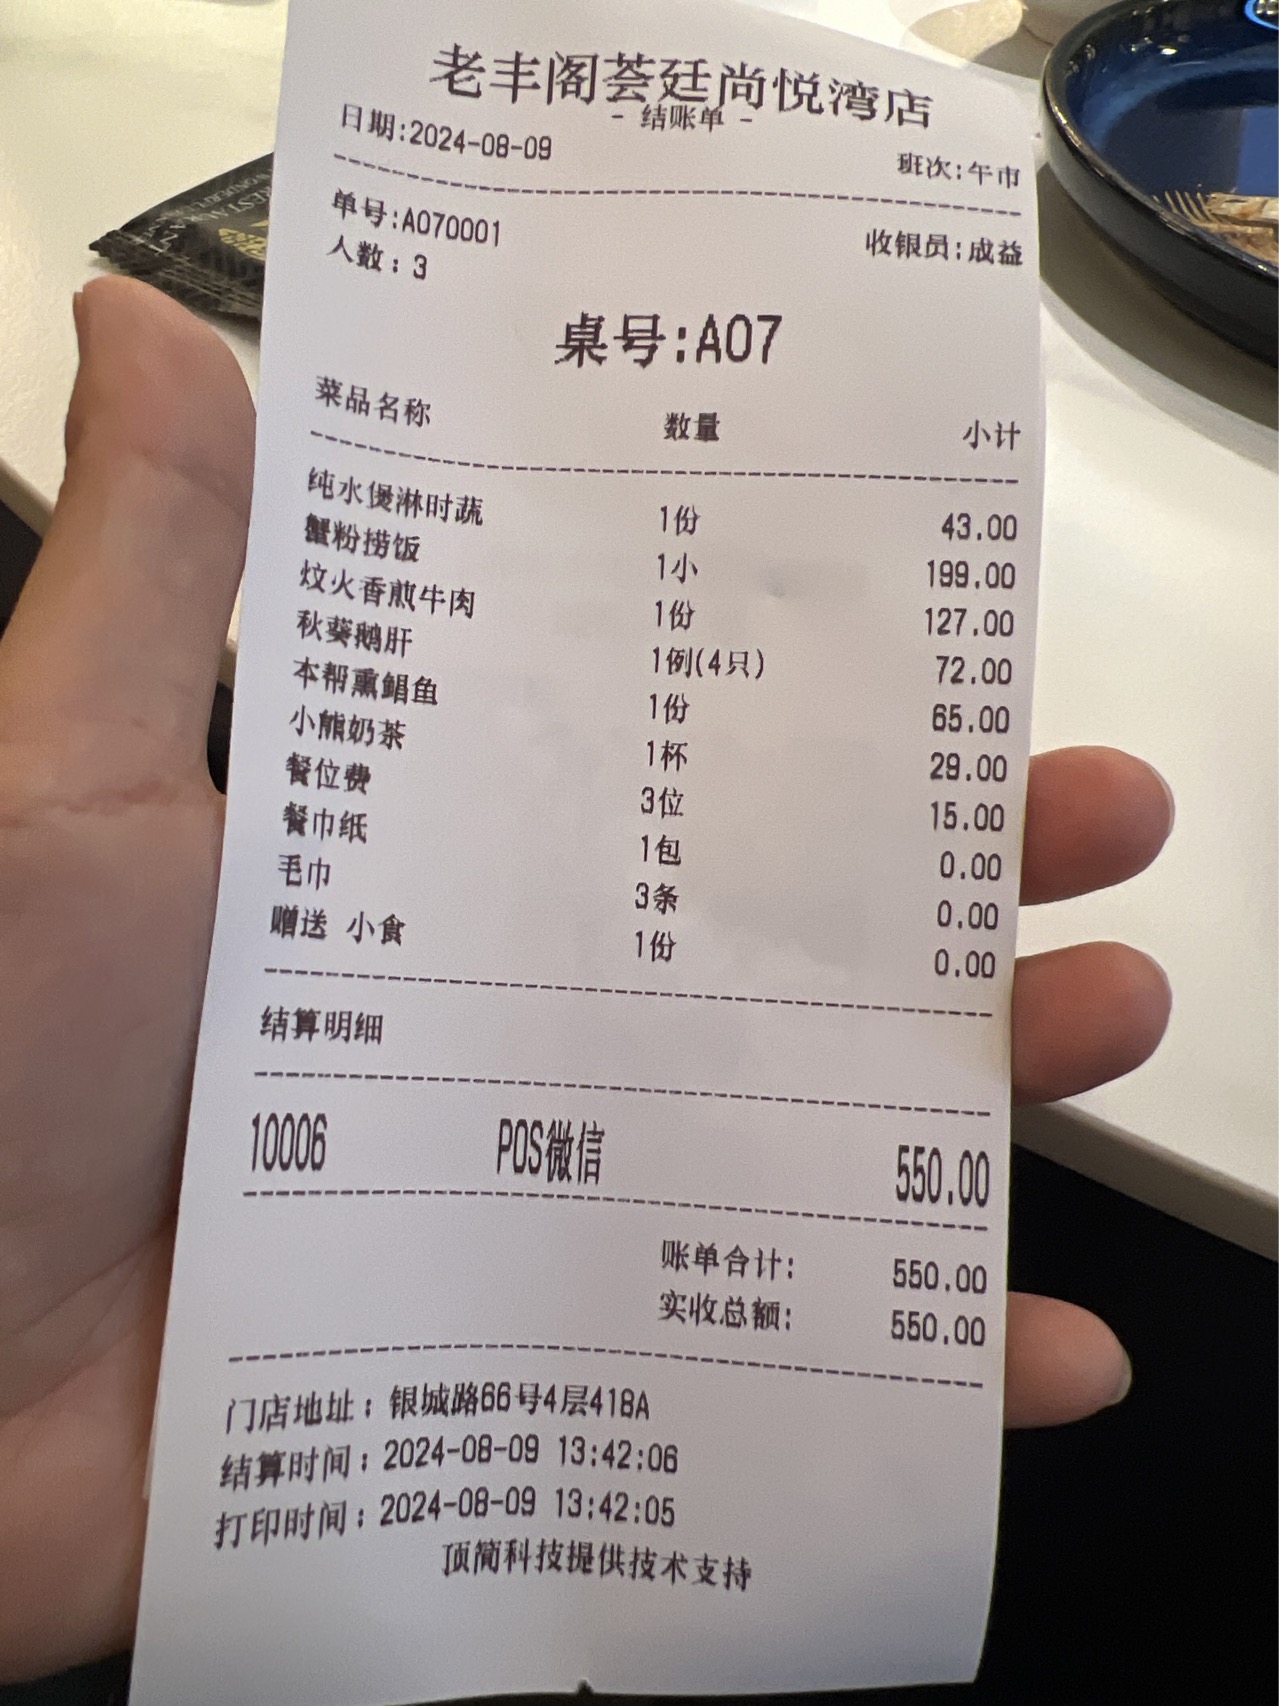 老丰阁荟廷尚悦湾店
- 结账单 -
日期:2024-08-09 班次:午市
单号:A070001 收银员:成益
人数：3
桌号:A07
菜品名称 数量 小计
纯水煲淋时蔬 1份 43.00
蟹粉捞饭 1小 199.00
炆火香煎牛肉 1份 127.00
秋葵鹅肝 1例(4只) 72.00
本帮熏鲳鱼 1份 65.00
小熊奶茶 1杯 29.00
餐位费 3位 15.00
餐巾纸 1包 0.00
毛巾 3条 0.00
赠送 小食 1份 0.00
结算明细
10006 POS微信 550.00
账单合计: 550.00
实收总额: 550.00
门店地址：银城路66号4层418A
结算时间：2024-08-09 13:42:06
打印时间：2024-08-09 13:42:05
顶简科技提供技术支持